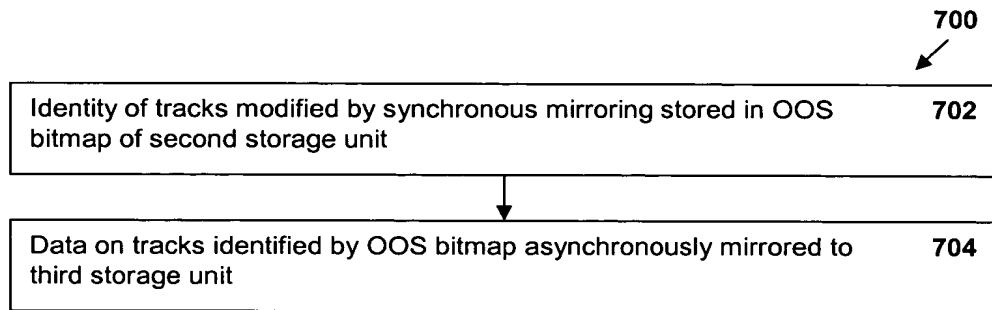 700
Identity of tracks modified by synchronous mirroring stored in OOS 702
bitmap of second storage unit
Data on tracks identified by OOS bitmap asynchronously mirrored to 704
third storage unit